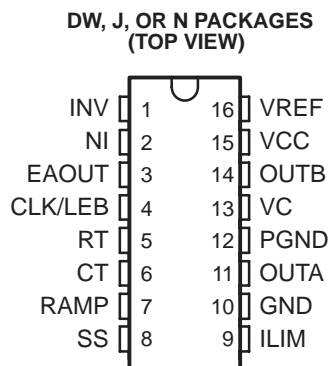 DW, J, OR N PACKAGES
(TOP VIEW)
INV 1 16 VREF
NI 2 15 VCC
EAOUT 3 14 OUTB
CLK/LEB 4 13 VC
RT 5 12 PGND
CT 6 11 OUTA
RAMP 7 10 GND
SS 8 9 ILIM